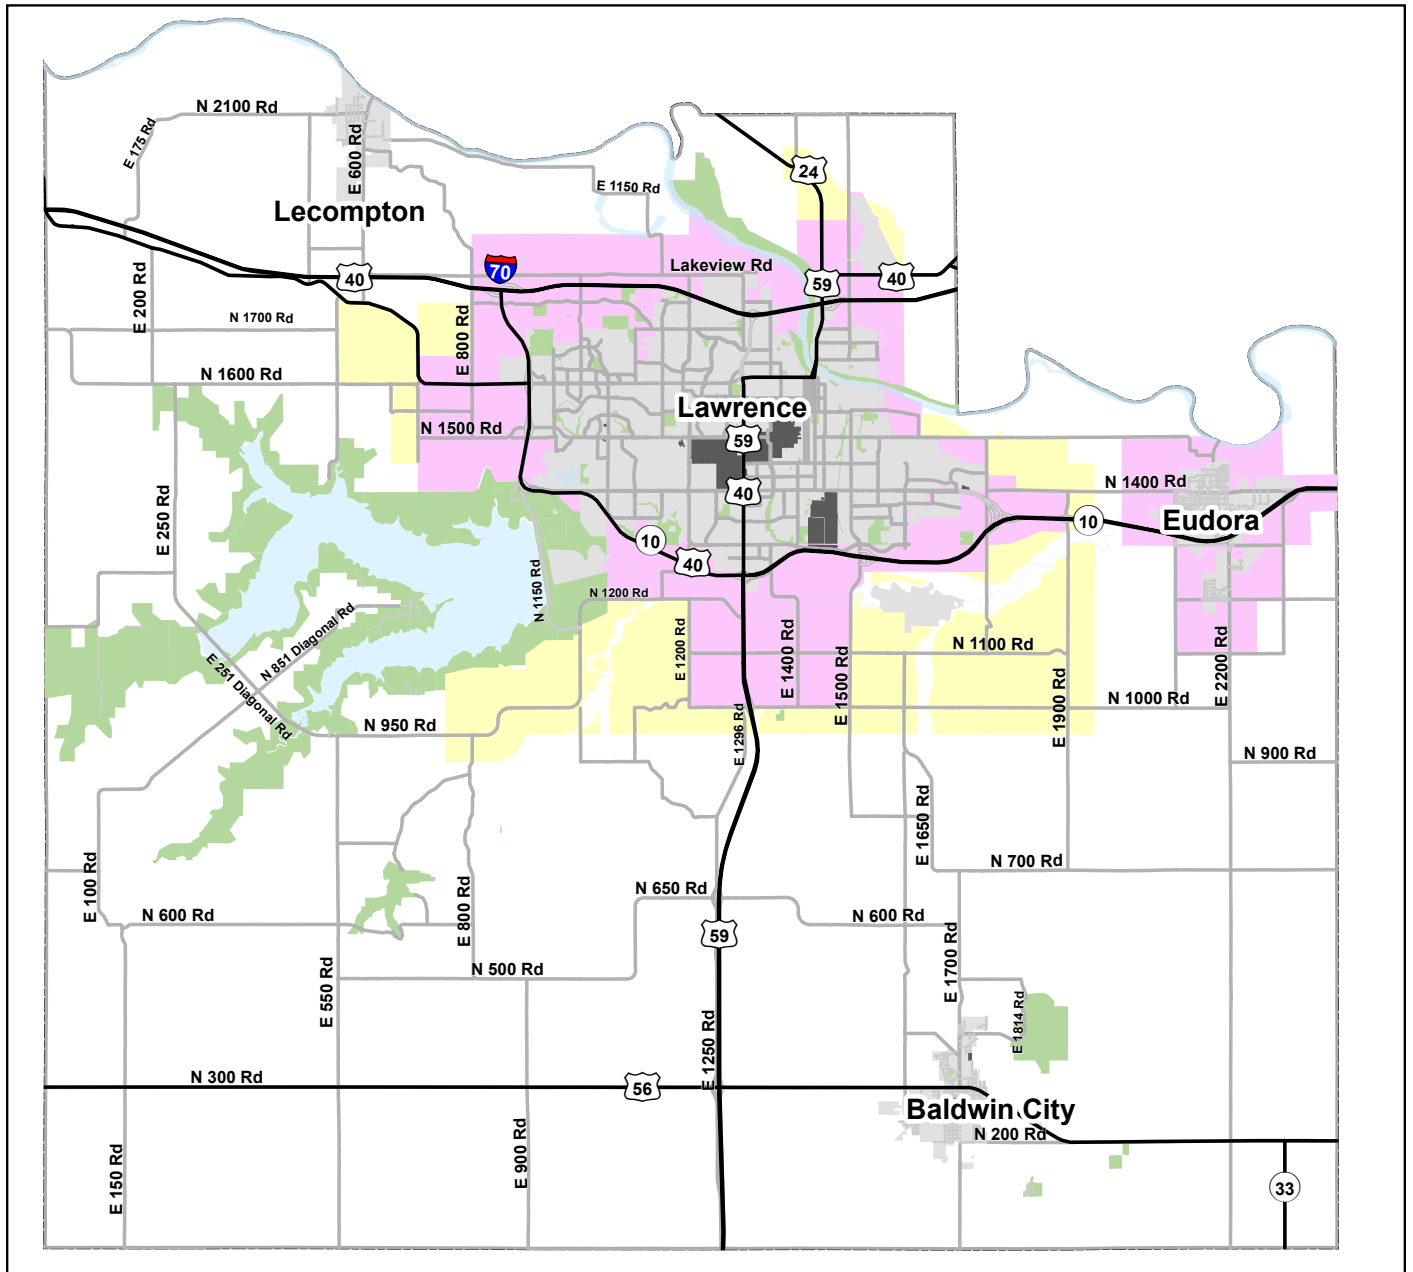 N 2100 Rd
E 175 Rd
E 600 Rd
24
E 1150 Rd
Lecompton
Lakeview Rd
70
40
59
40
E 200 Rd
N 1700 Rd
E 800 Rd
N 1600 Rd
Lawrence
N 1500 Rd
59
N 1400 Rd
40
E 250 Rd
10
Eudora
10
40
N 1150 Rd
N 1200 Rd
N 851 Diagonal Rd
E 1200 Rd
E 1400 Rd
N 1100 Rd
E 251 Diagonal Rd
E 1500 Rd
E 2200 Rd
N 1000 Rd
E 1900 Rd
N 950 Rd
E 1296 Rd
N 900 Rd
E 1650 Rd
N 700 Rd
E 100 Rd
N 650 Rd
N 600 Rd
E 800 Rd
N 600 Rd
59
N 500 Rd
E 1700 Rd
E 550 Rd
E 1814 Rd
E 1250 Rd
N 300 Rd
56
Baldwin City
N 200 Rd
E 150 Rd
E 900 Rd
33